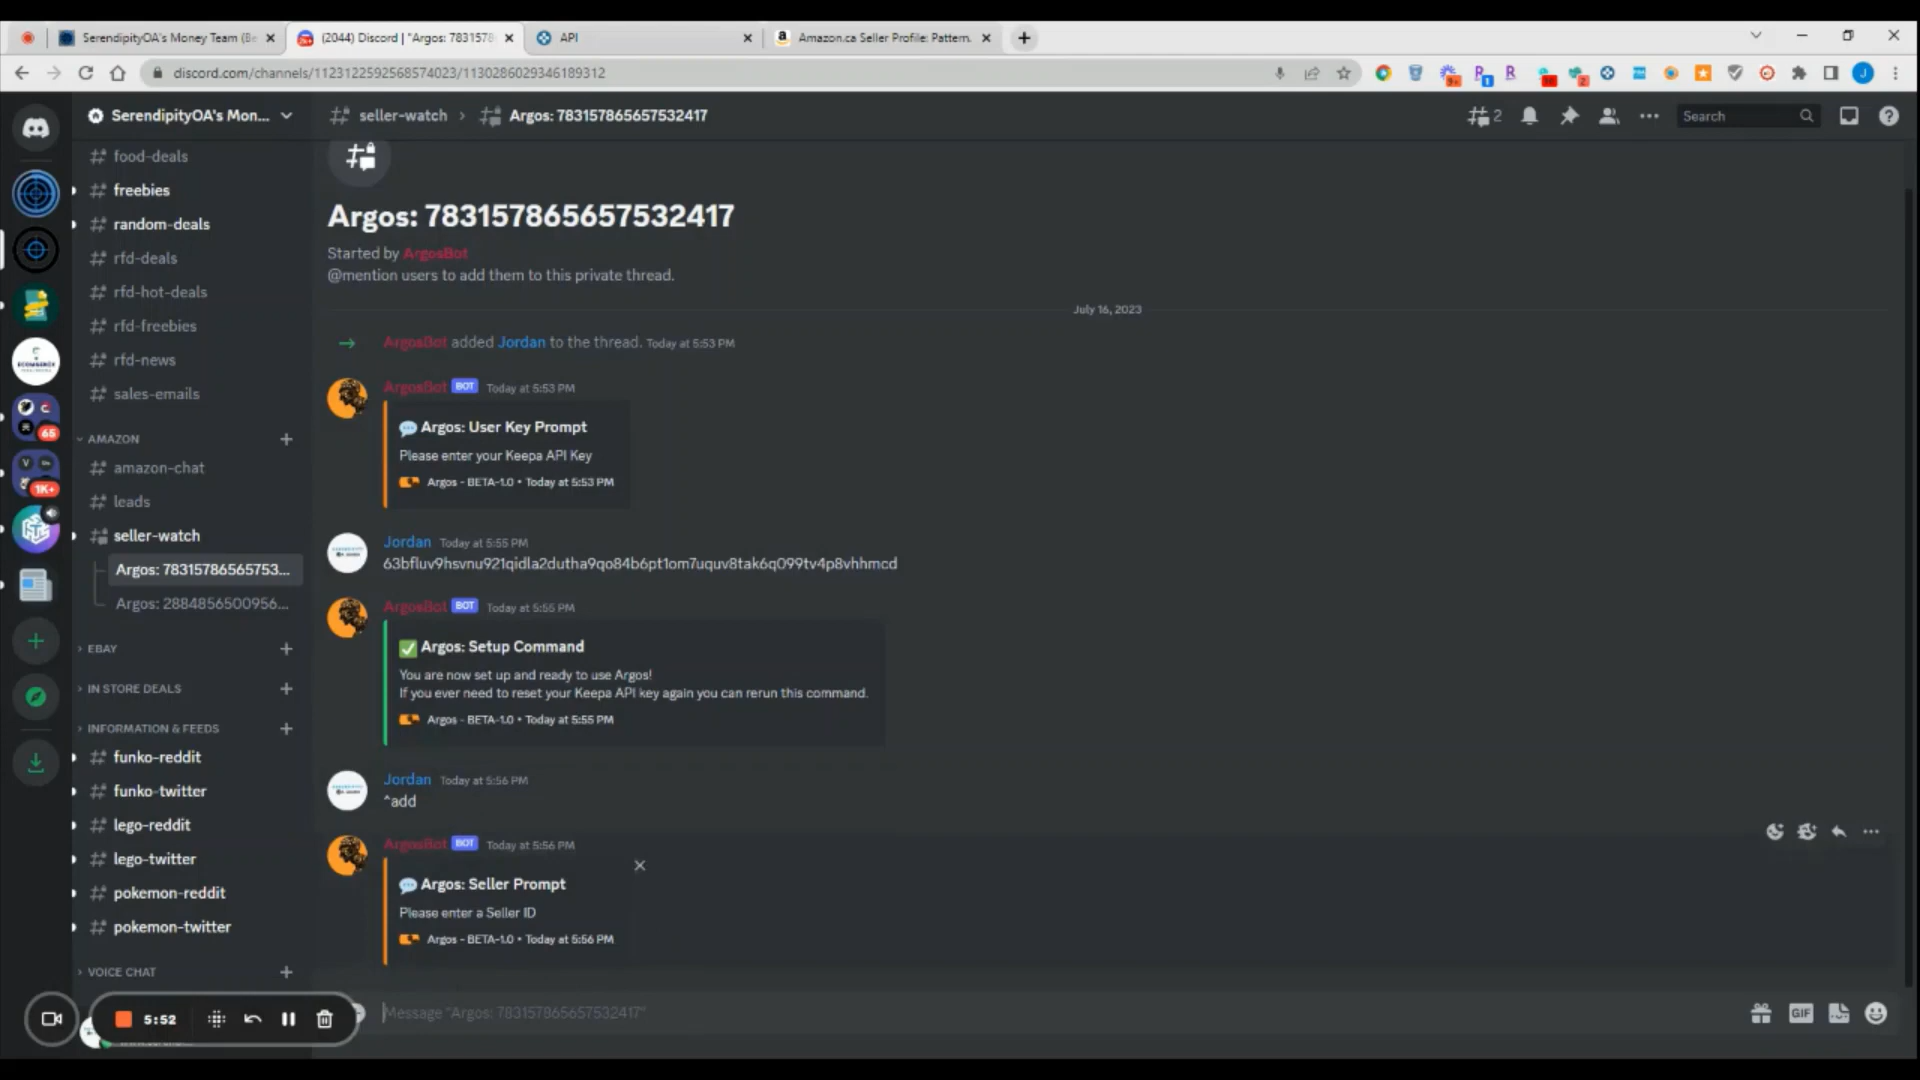 SerendipityOA's Money Team (Be
(2044) Discord | "Argos: 7831578
API
Amazon.ca Seller Profile: Pattern.
discord.com/channels/1123122592568574023/1130286029346189312
SerendipityOA's Mon...
seller-watch
Argos: 783157865657532417
2
Search
food-deals
freebies
random-deals
rfd-deals
rfd-hot-deals
rfd-freebies
rfd-news
sales-emails
AMAZON
amazon-chat
leads
seller-watch
Argos: 78315786565753...
Argos: 2884856500956...
EBAY
IN STORE DEALS
INFORMATION & FEEDS
funko-reddit
funko-twitter
lego-reddit
lego-twitter
pokemon-reddit
pokemon-twitter
VOICE CHAT
65
1K+
5:52
Argos: 783157865657532417
Started by ArgosBot
@mention users to add them to this private thread.
July 16, 2023
ArgosBot added Jordan to the thread. Today at 5:53 PM
ArgosBot BOT Today at 5:53 PM
Argos: User Key Prompt
Please enter your Keepa API Key
Argos - BETA-1.0 • Today at 5:53 PM
Jordan Today at 5:55 PM
63bfluv9hsvnu921qidla2dutha9qo84b6pt1om7uquv8tak6q099tv4p8vhhmcd
ArgosBot BOT Today at 5:55 PM
Argos: Setup Command
You are now set up and ready to use Argos!
If you ever need to reset your Keepa API key again you can rerun this command.
Argos - BETA-1.0 • Today at 5:55 PM
Jordan Today at 5:56 PM
^add
ArgosBot BOT Today at 5:56 PM
Argos: Seller Prompt
Please enter a Seller ID
Argos - BETA-1.0 • Today at 5:56 PM
Message "Argos: 783157865657532417"
GIF